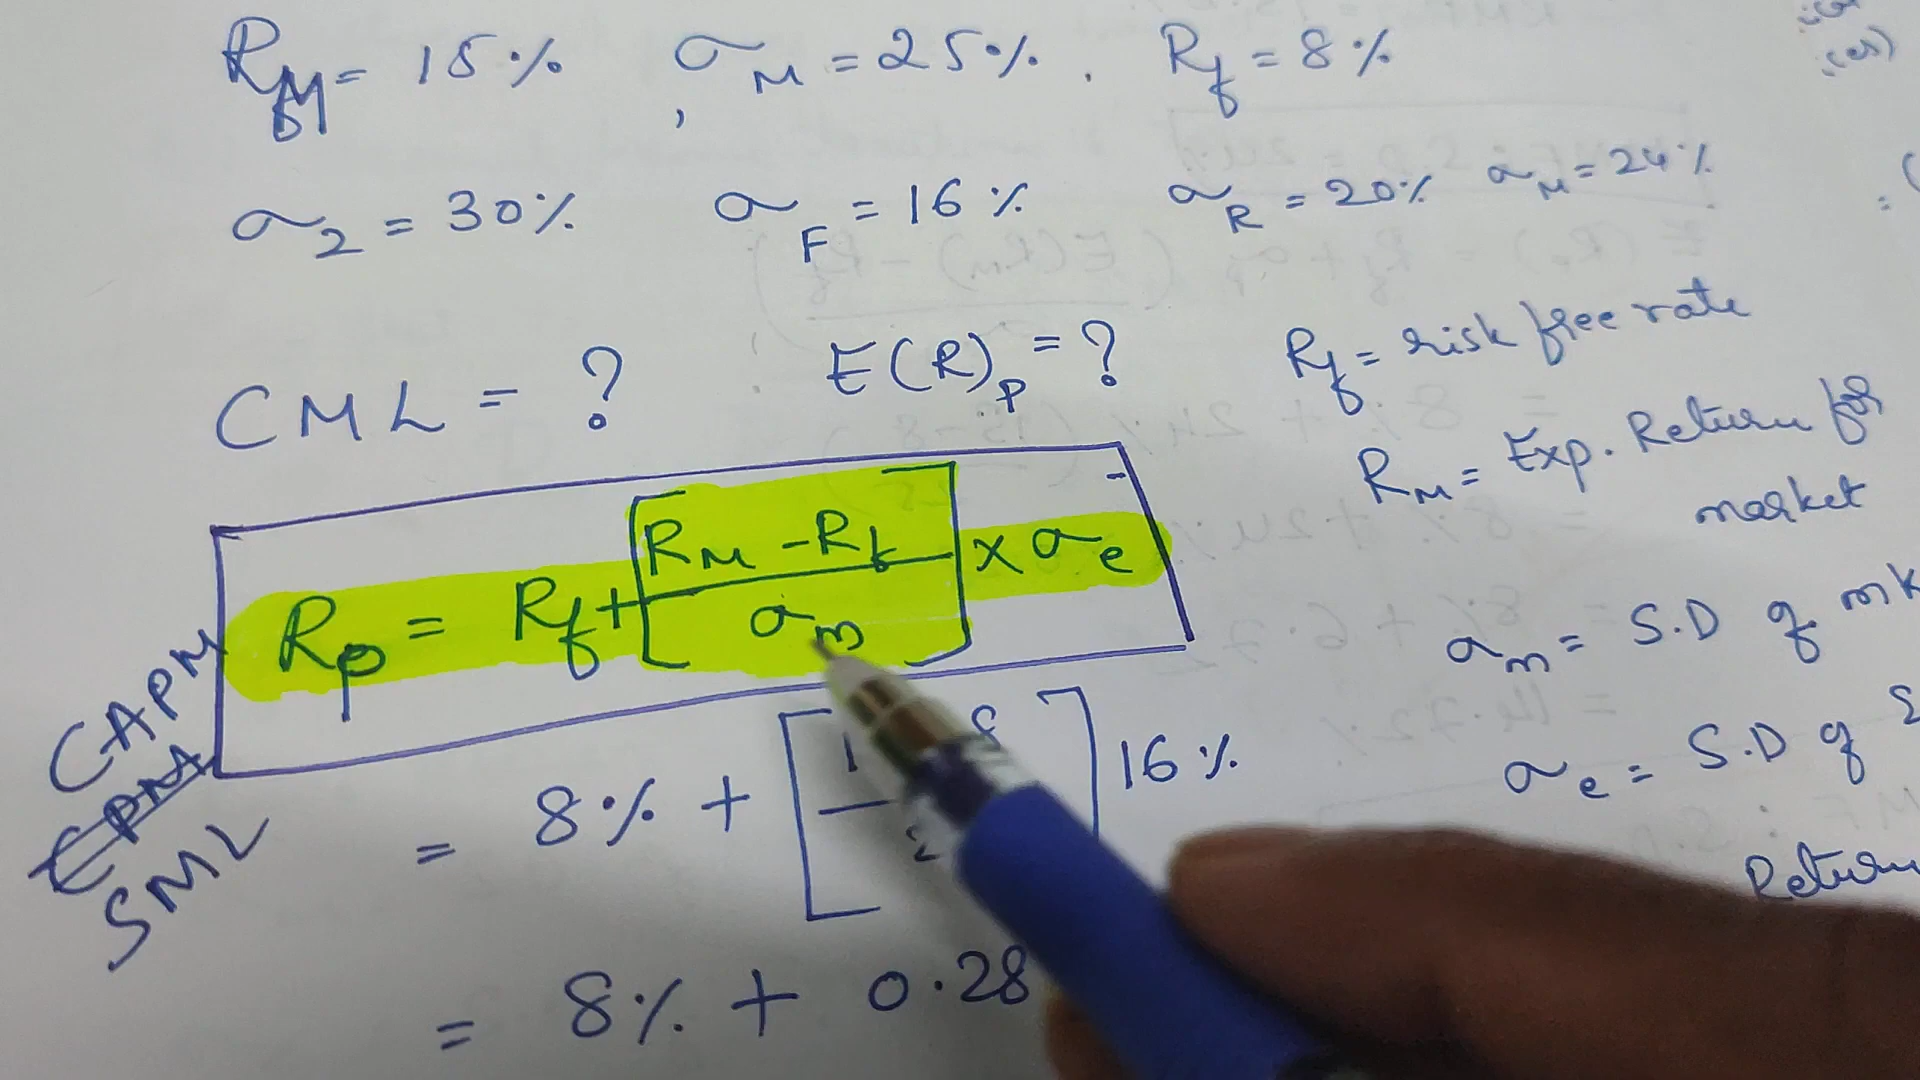 R_M = 15%, σ_M = 25%. R_f = 8%
σ_2 = 30% σ_F = 16% σ_R = 20% σ_M = 24%
CML = ? E(R)_P = ?
R_f = risk free rate
R_M = Exp. Return for
market
R_p = R_f + [R_M - R_f / σ_m] × σ_e
σ_m = S.D of mk
σ_e = S.D of
Return
CAPM
SML
= 8% + [ 8 ] 16%
= 8% + 0.28